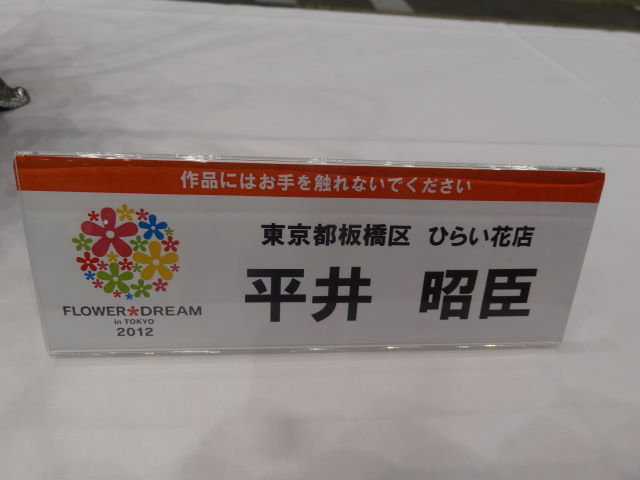 作品にはお手を触れないでください
東京都板橋区 ひらい花店
平井 昭臣
FLOWER*DREAM
in TOKYO
2012